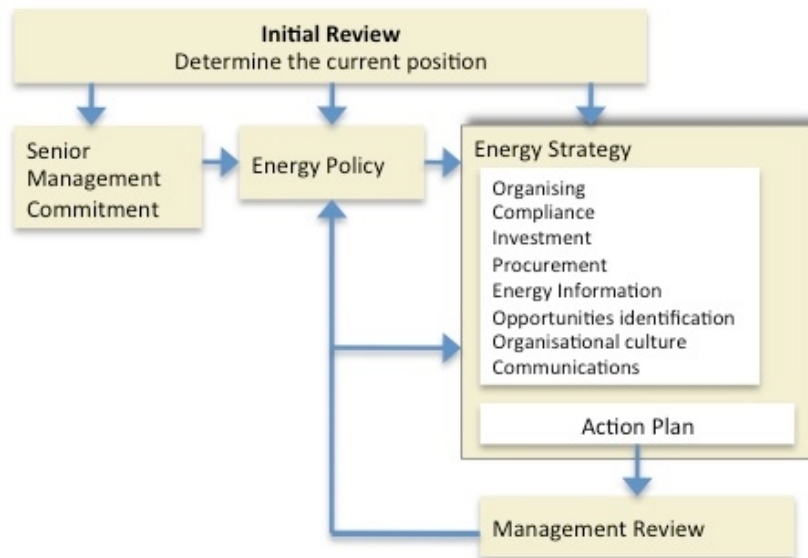 Initial Review
Determine the current position
Senior
Management
Commitment
Energy Policy
Energy Strategy
Organising
Compliance
Investment
Procurement
Energy Information
Opportunities identification
Organisational culture
Communications
Action Plan
Management Review